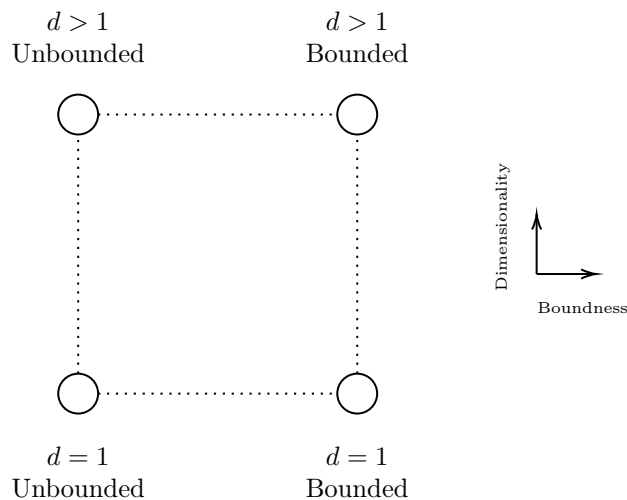 d > 1
Unbounded
d > 1
Bounded
Dimensionality
Boundness
d = 1
Unbounded
d = 1
Bounded